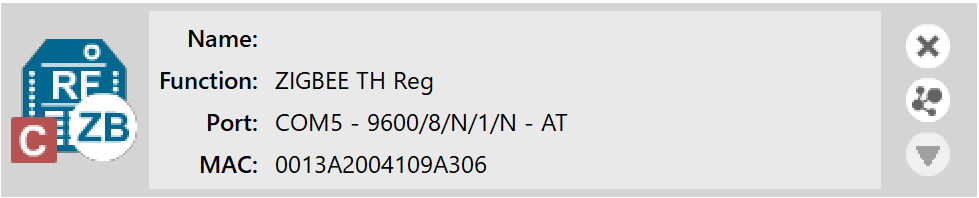 RF
ZB
C
Name:
Function: ZIGBEE TH Reg
Port: COM5 - 9600/8/N/1/N - AT
MAC: 0013A2004109A306